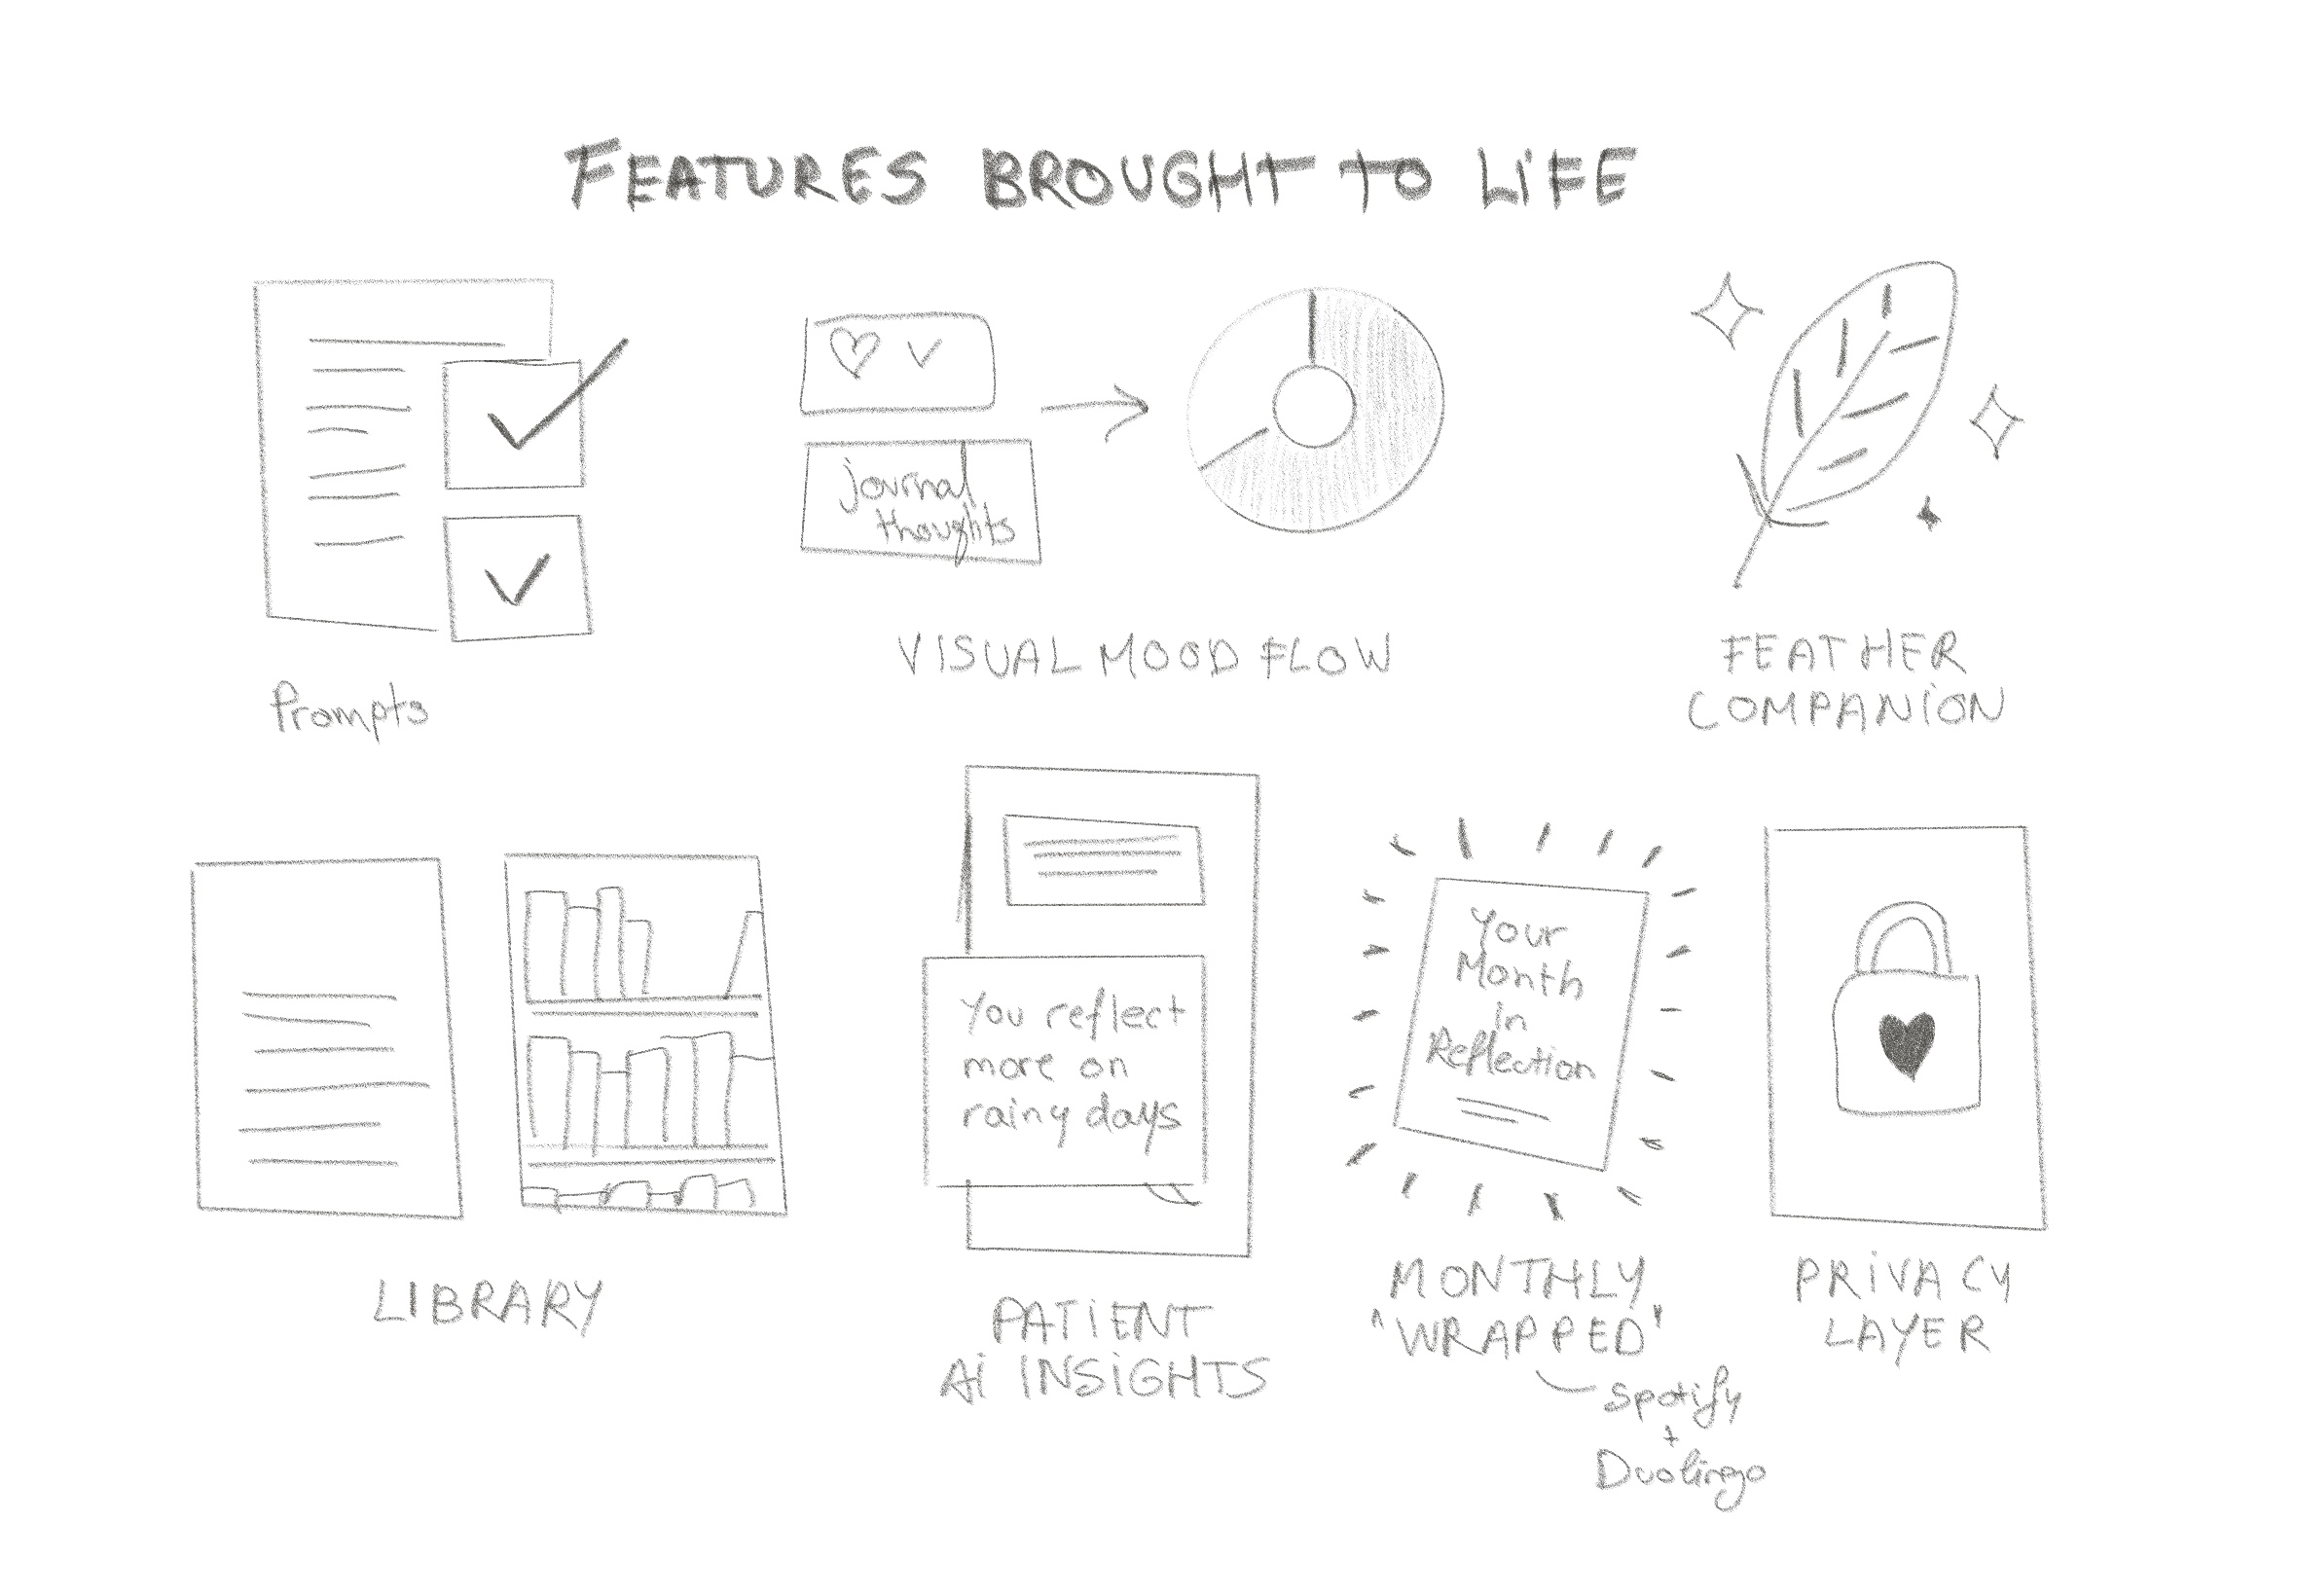 FEATURES BROUGHT TO LIFE
Prompts
journal
thoughts
VISUAL MOOD FLOW
FEATHER
COMPANION
LIBRARY
You reflect
more on
rainy days
PATIENT
Ai INSIGHTS
Your
Month
in
Reflection
MONTHLY
"WRAPPED"
Spotify
+
Duolingo
PRIVACY
LAYER